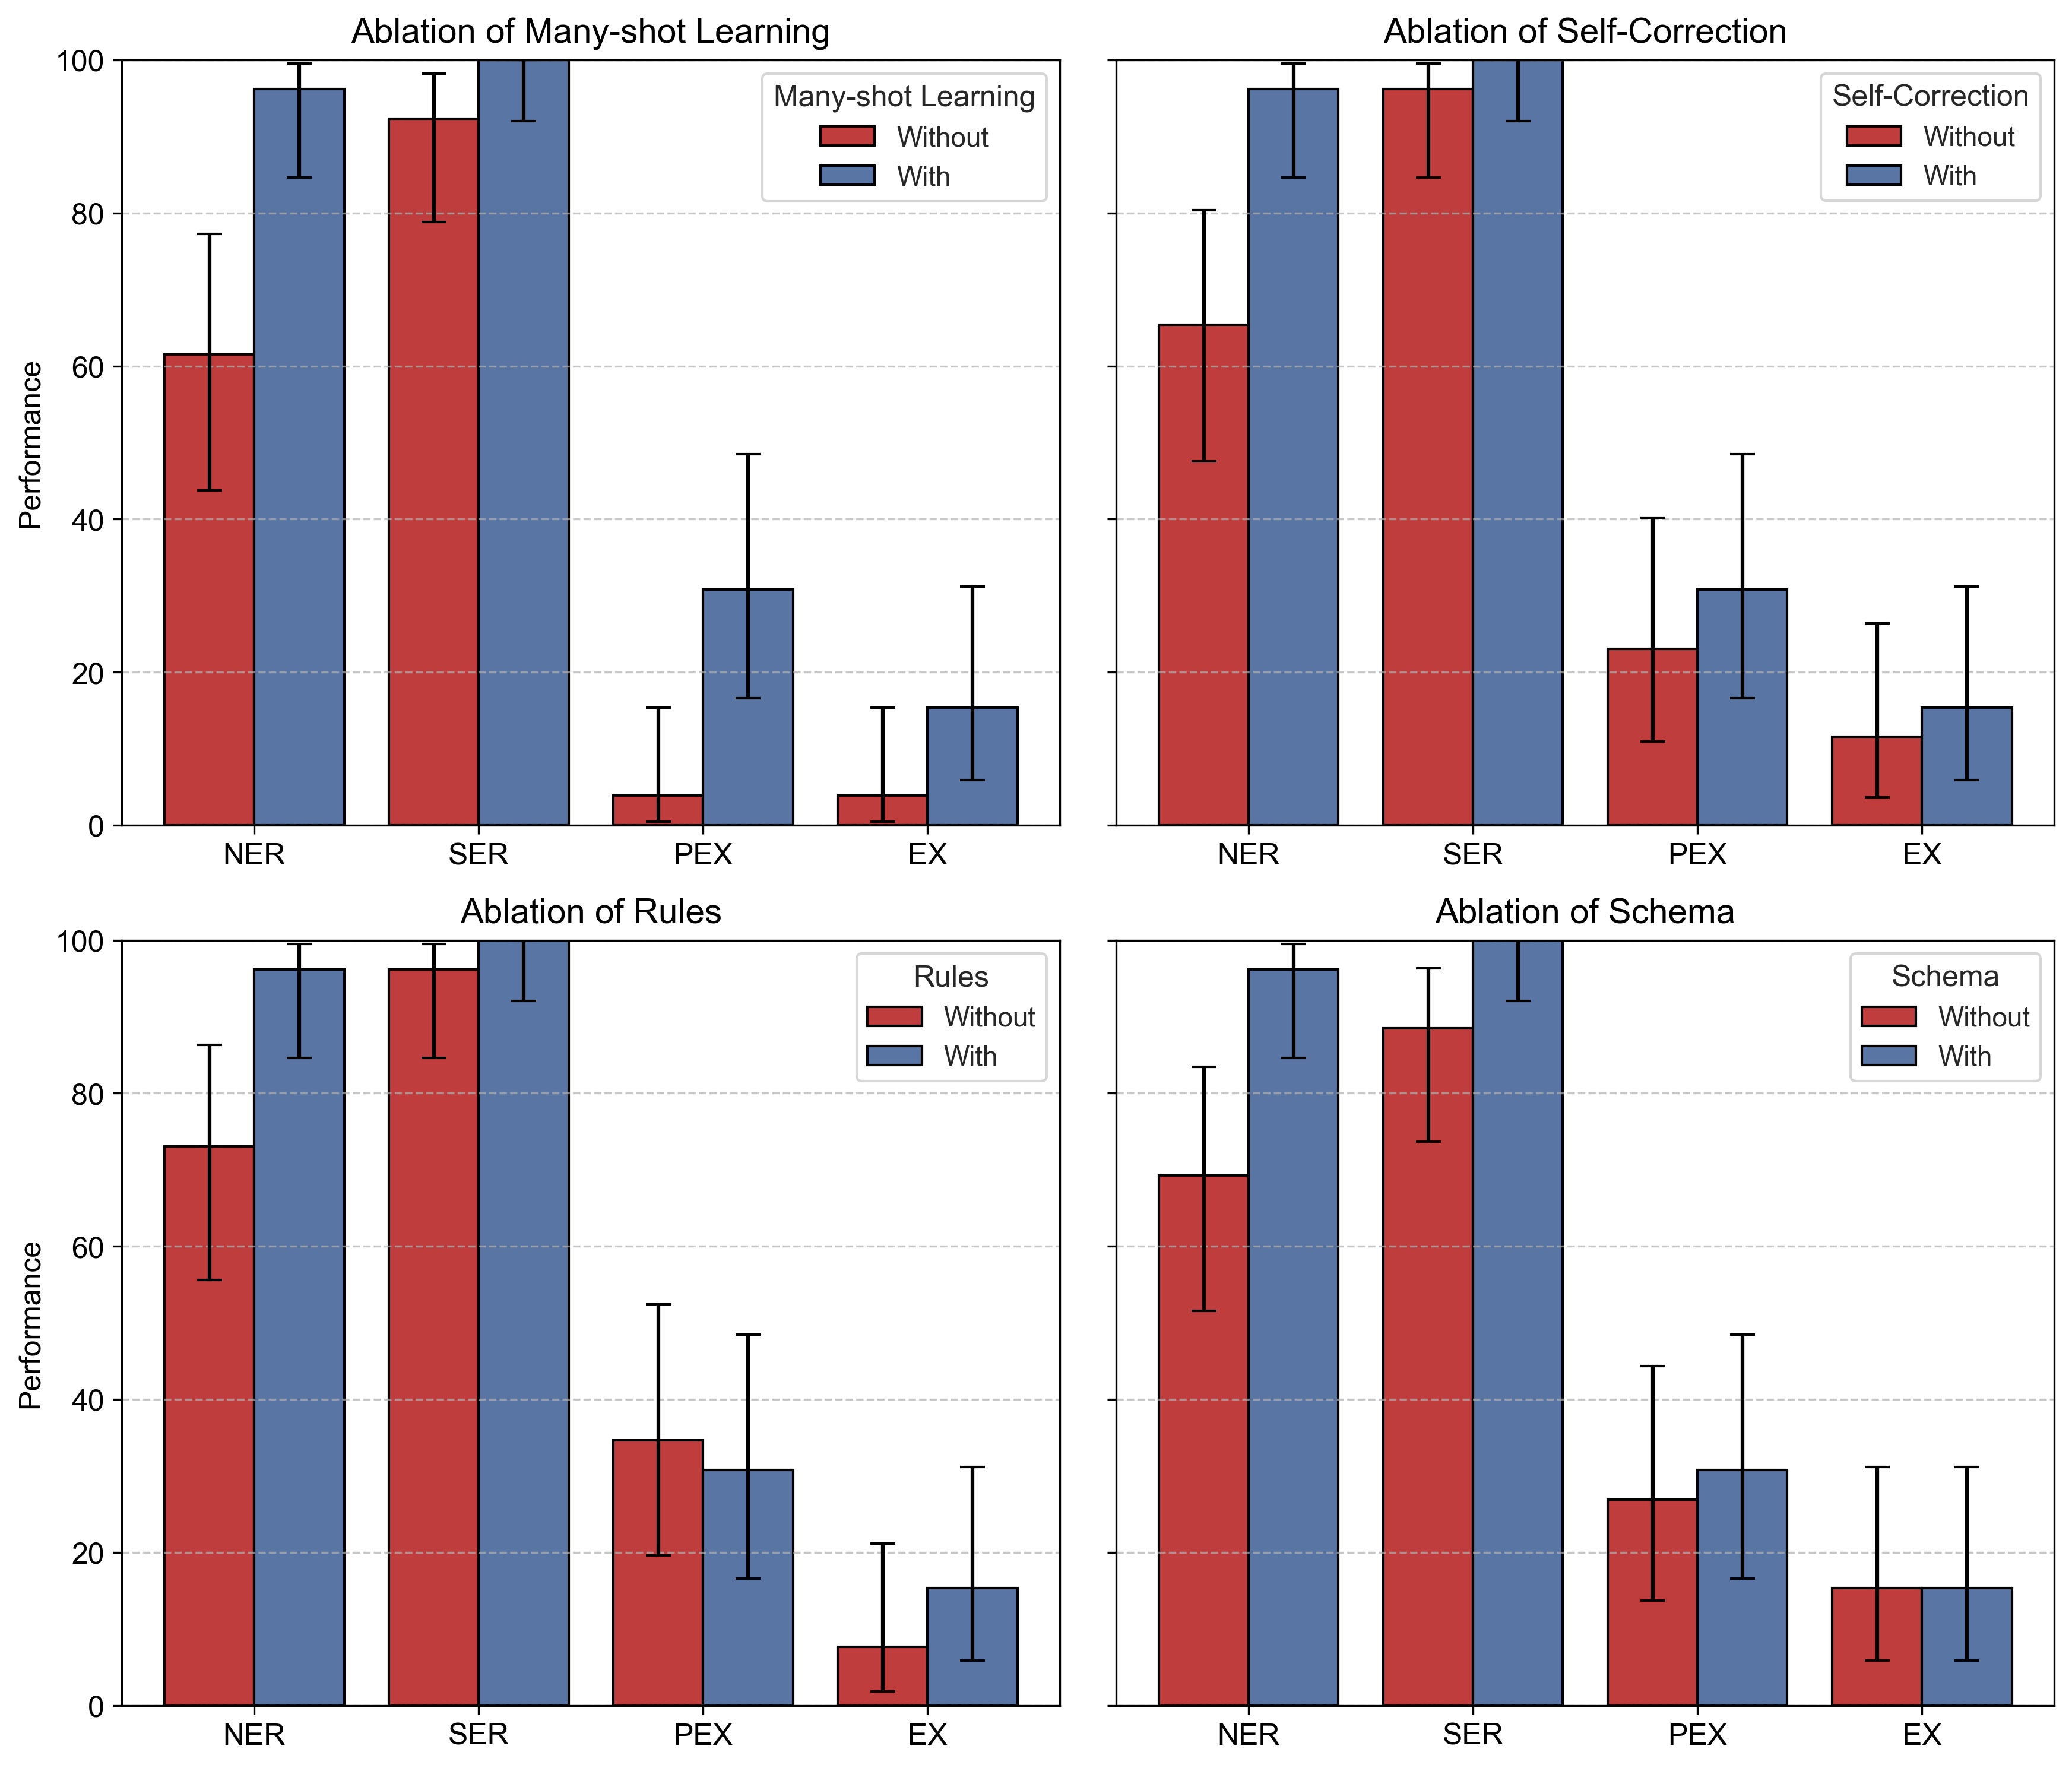 Ablation of Many-shot Learning
Performance
100
80
60
40
20
0
Many-shot Learning
Without
With
NER SER PEX EX
Ablation of Self-Correction
Self-Correction
Without
With
NER SER PEX EX
Ablation of Rules
Performance
100
80
60
40
20
0
Rules
Without
With
NER SER PEX EX
Ablation of Schema
Schema
Without
With
NER SER PEX EX